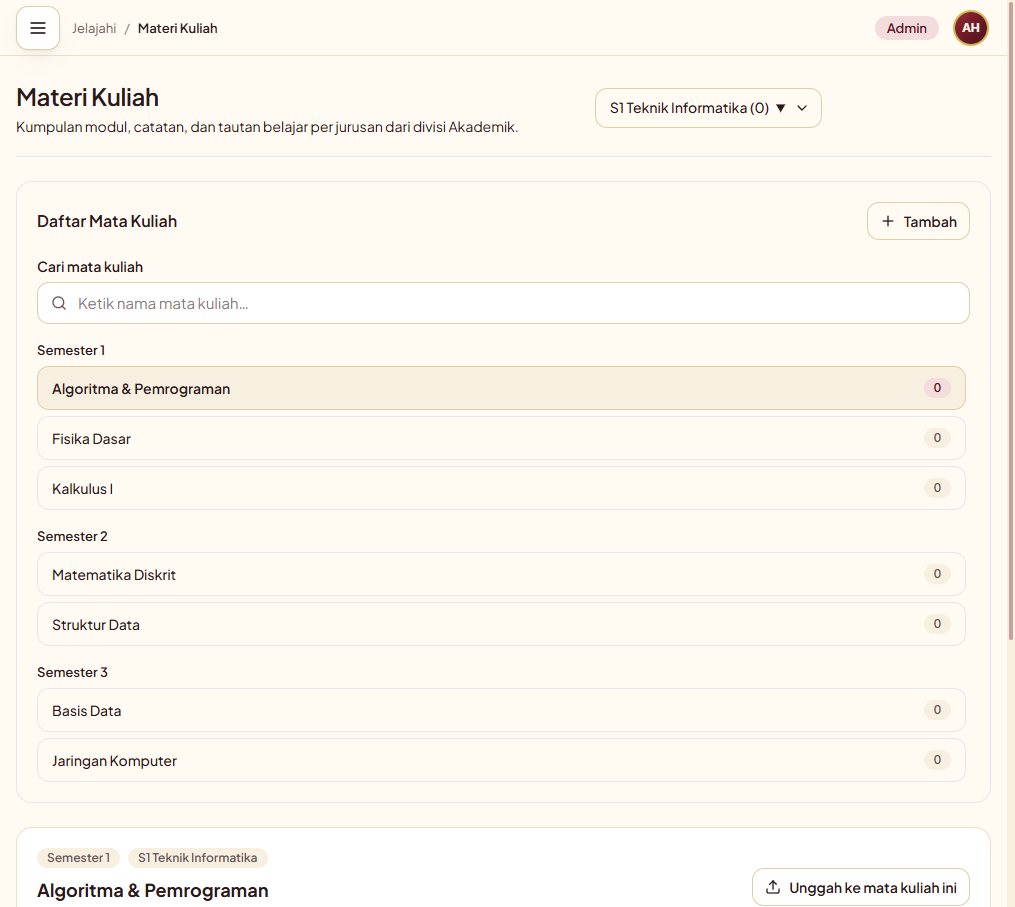 Jelajahi / Materi Kuliah
Admin
AH
Materi Kuliah
Kumpulan modul, catatan, dan tautan belajar per jurusan dari divisi Akademik.
S1 Teknik Informatika (0) ▼
Daftar Mata Kuliah
+ Tambah
Cari mata kuliah
Ketik nama mata kuliah...
Semester 1
Algoritma & Pemrograman 0
Fisika Dasar 0
Kalkulus I 0
Semester 2
Matematika Diskrit 0
Struktur Data 0
Semester 3
Basis Data 0
Jaringan Komputer 0
Semester 1 S1 Teknik Informatika
Algoritma & Pemrograman
Unggah ke mata kuliah ini